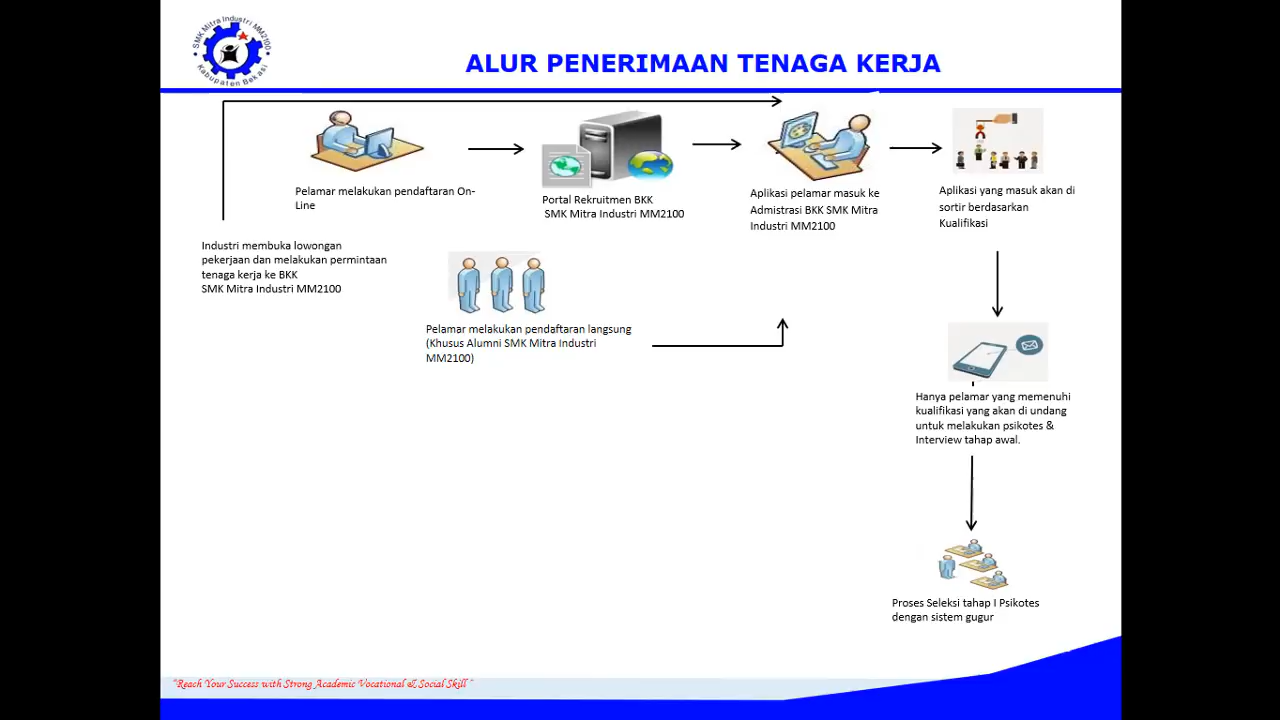 SMK Mitra Industri MM2100
Kabupaten Bekasi
ALUR PENERIMAAN TENAGA KERJA
Pelamar melakukan pendaftaran On-
Line
Portal Rekruitmen BKK
SMK Mitra Industri MM2100
Aplikasi pelamar masuk ke
Admistrasi BKK SMK Mitra
Industri MM2100
Aplikasi yang masuk akan di
sortir berdasarkan
Kualifikasi
Industri membuka lowongan
pekerjaan dan melakukan permintaan
tenaga kerja ke BKK
SMK Mitra Industri MM2100
Pelamar melakukan pendaftaran langsung
(Khusus Alumni SMK Mitra Industri
MM2100)
Hanya pelamar yang memenuhi
kualifikasi yang akan di undang
untuk melakukan psikotes &
Interview tahap awal.
Proses Seleksi tahap I Psikotes
dengan sistem gugur
"Reach Your Success with Strong Academic Vocational & Social Skill "